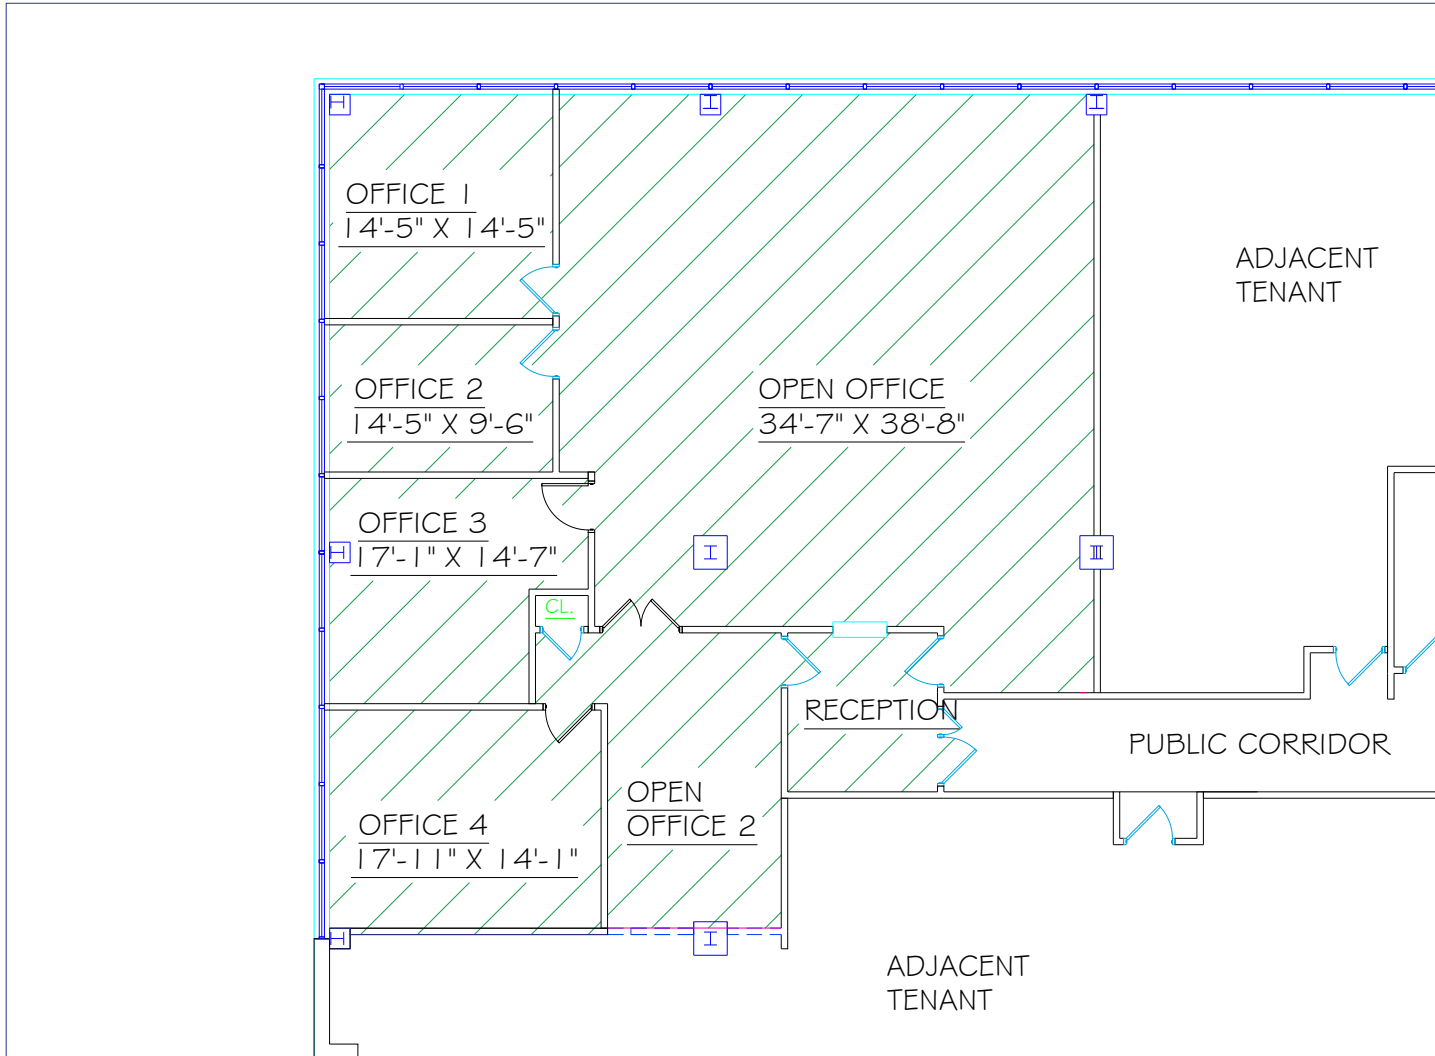 OFFICE 1
14'-5" X 14'-5"
ADJACENT
TENANT
OFFICE 2
14'-5" X 9'-6"
OPEN OFFICE
34'-7" X 38'-8"
OFFICE 3
17'-1" X 14'-7"
CL.
RECEPTION
PUBLIC CORRIDOR
OPEN
OFFICE 2
OFFICE 4
17'-11" X 14'-1"
ADJACENT
TENANT